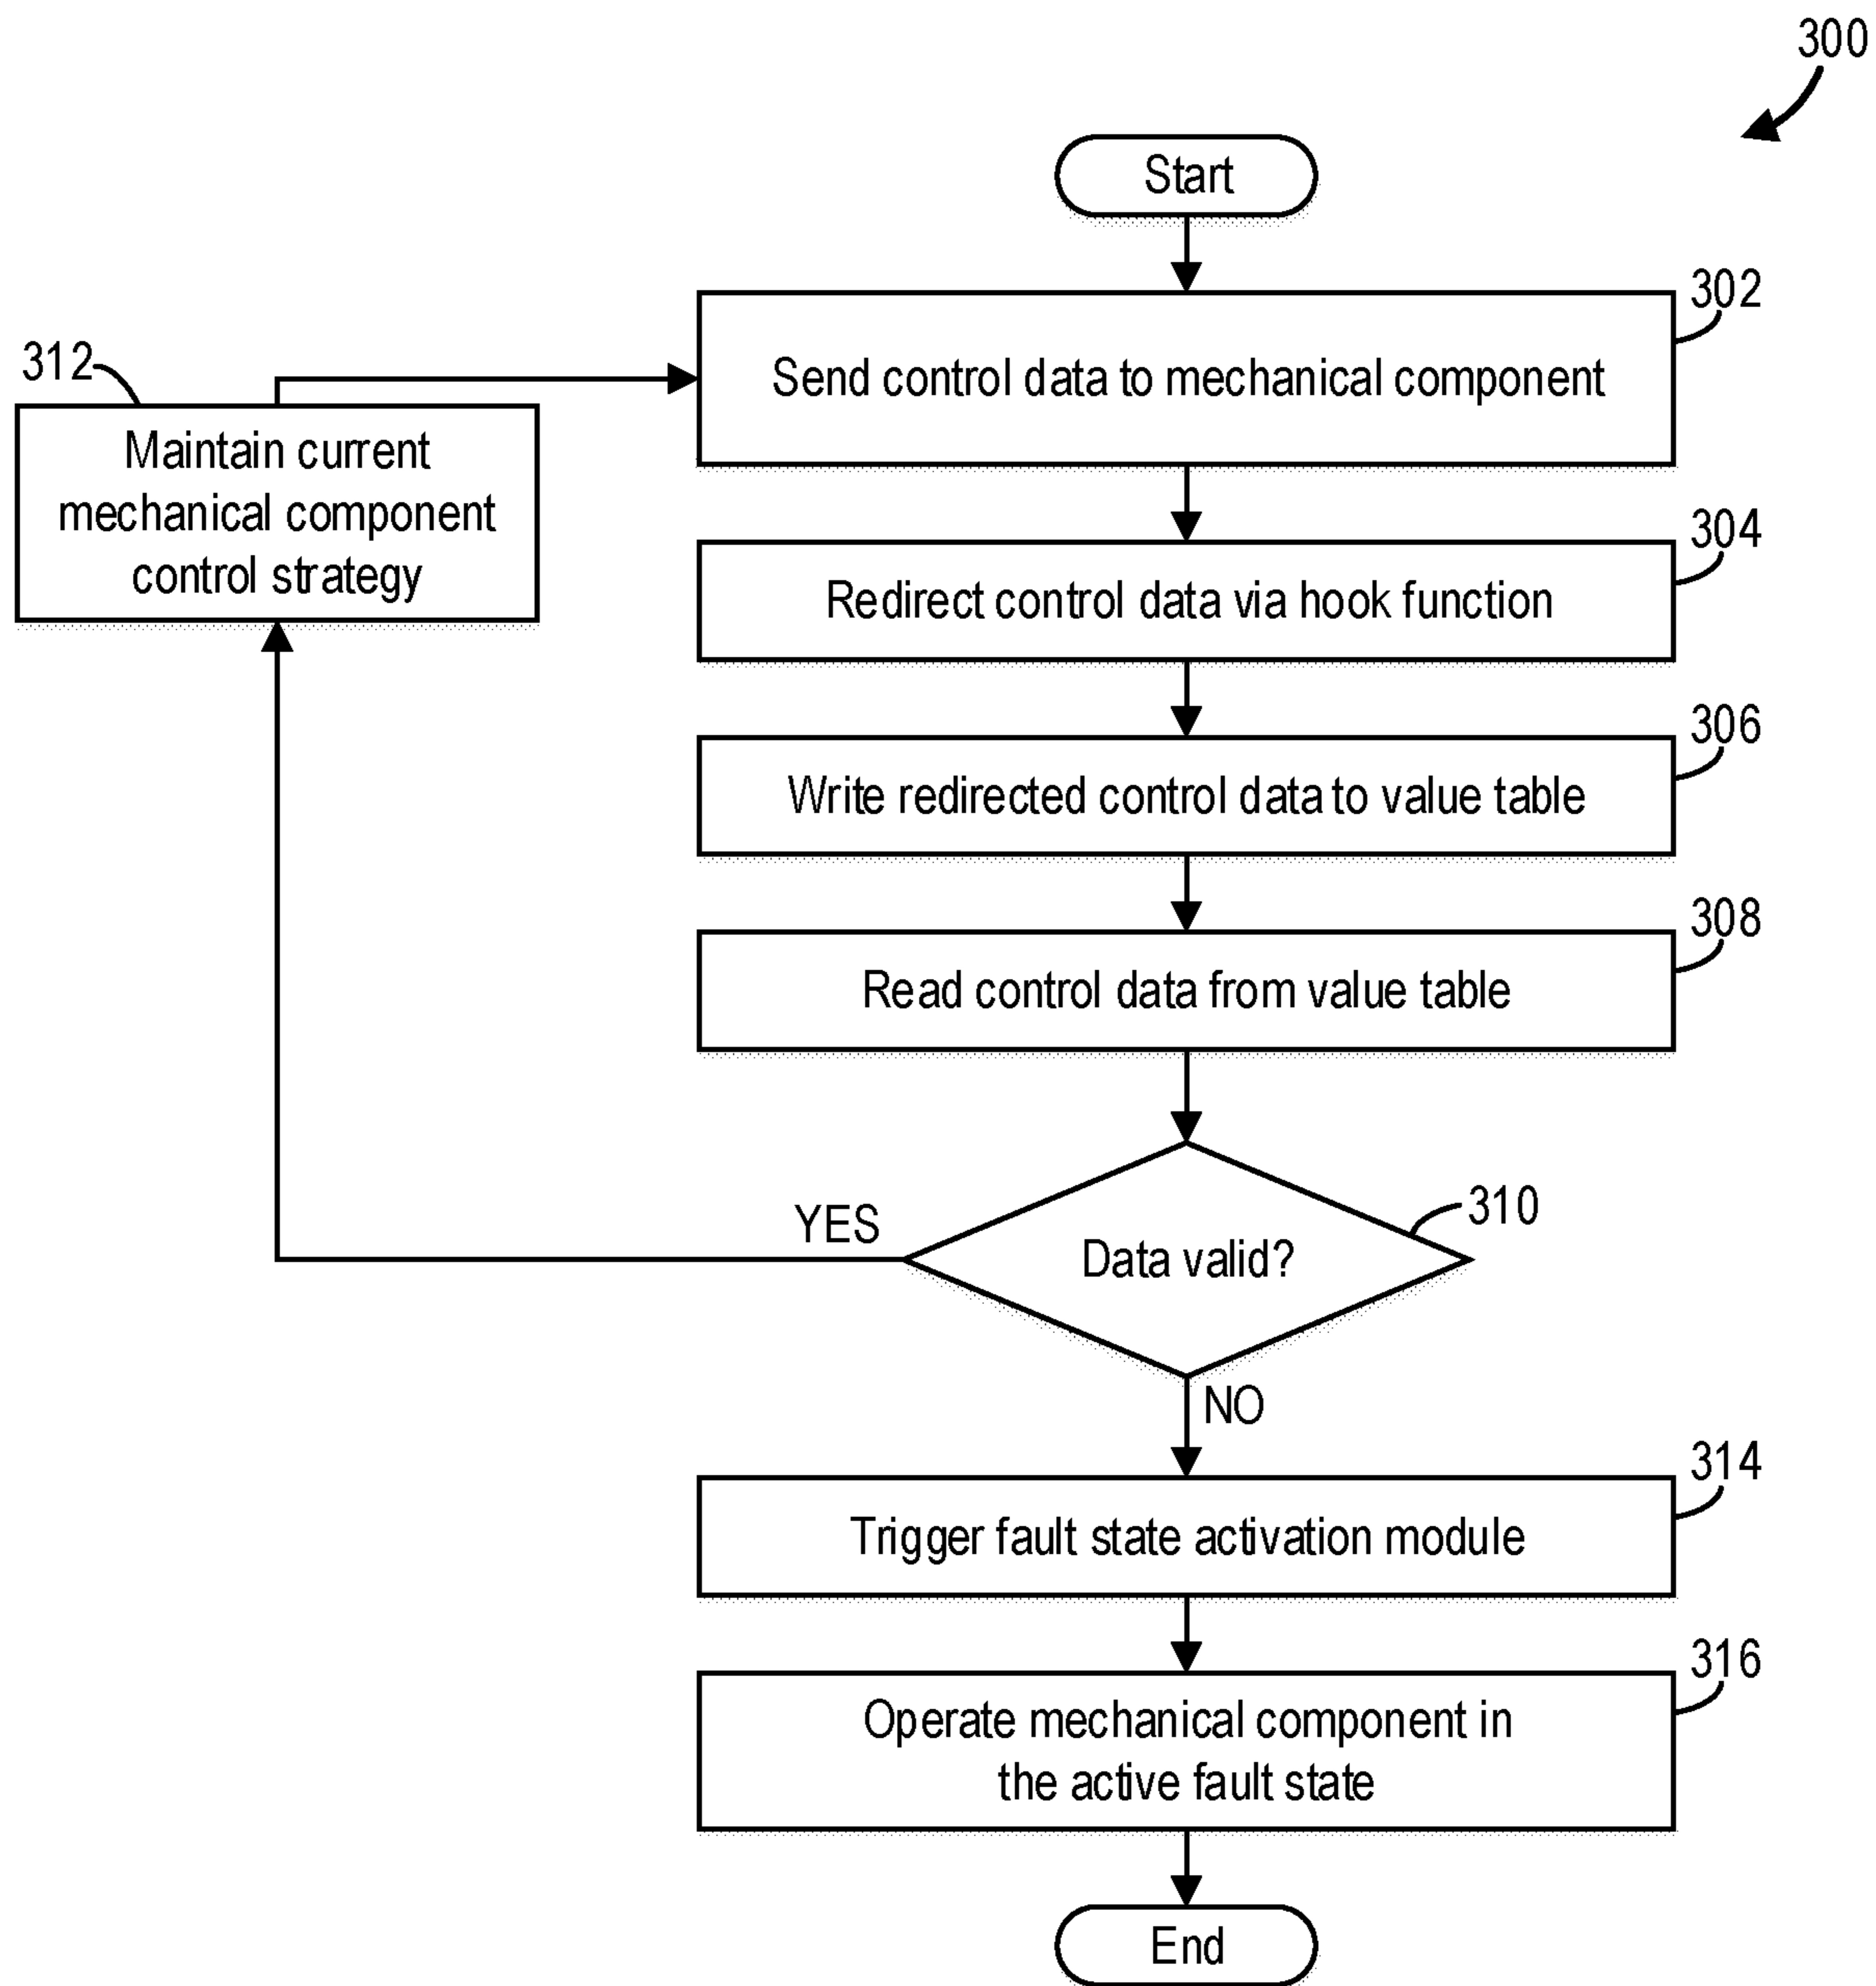 300
Start
302
Send control data to mechanical component
312
Maintain current
mechanical component
control strategy
304
Redirect control data via hook function
306
Write redirected control data to value table
308
Read control data from value table
310
YES
Data valid?
NO
314
Trigger fault state activation module
316
Operate mechanical component in
the active fault state
End